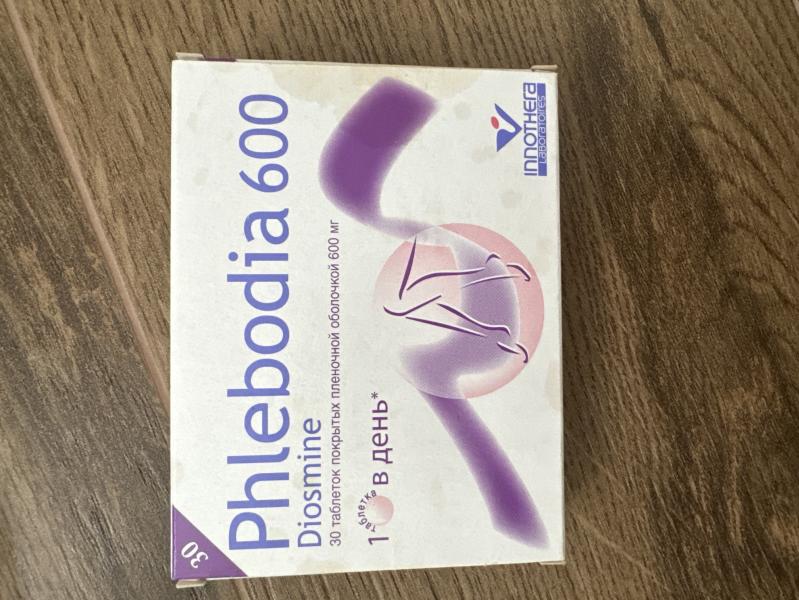 30
Phlebodia 600
Diosmine
30 таблеток покрытых пленочной оболочкой 600 мг
1 таблетка в день*
INNOTHERA
LABORATOIRES